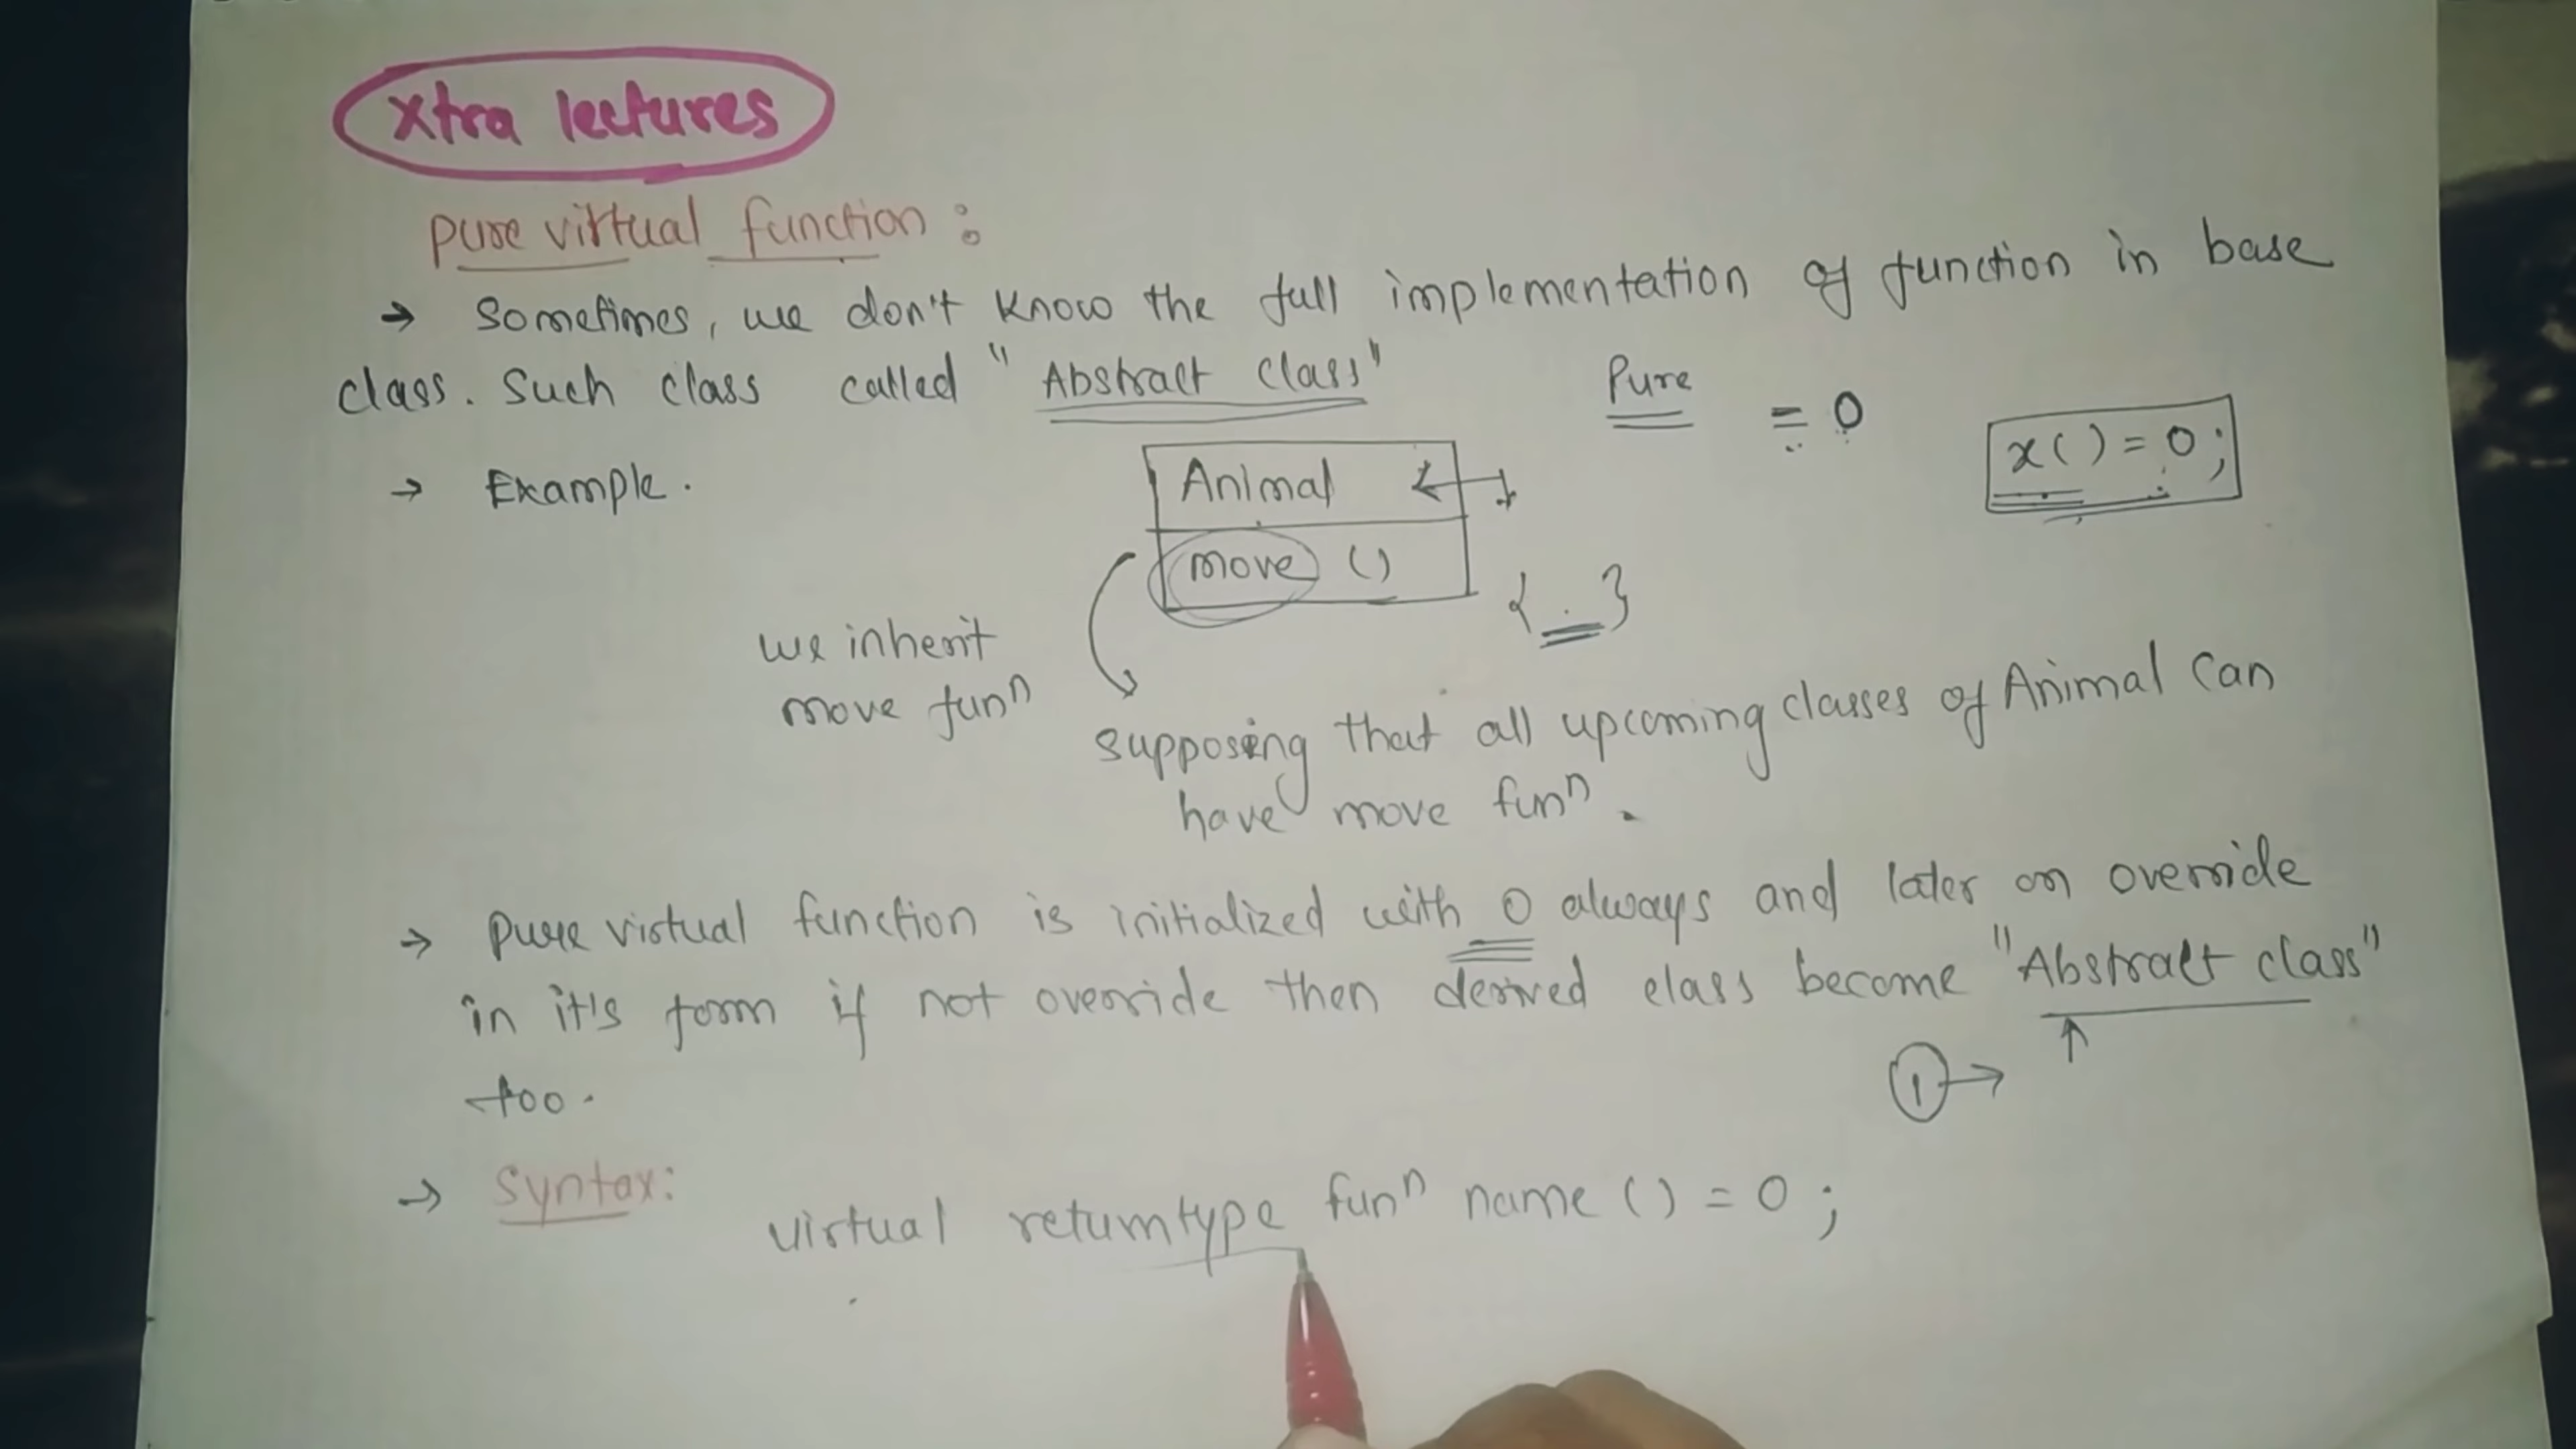 xtra lectures
pure virtual function :
→ Sometimes, we don't know the full implementation of function in base
class. Such class called "Abstract class"
Pure = 0
x() = 0 ;
→ Example.
Animal
move ()
{ . }
we inherit
move funⁿ
supposing that all upcoming classes of Animal can
have move funⁿ.
→ pure virtual function is initialized with 0 always and later on override
in it's form if not override then derived class become "Abstract class"
too.
1 →
→ Syntax:
virtual returntype funⁿ name () = 0 ;